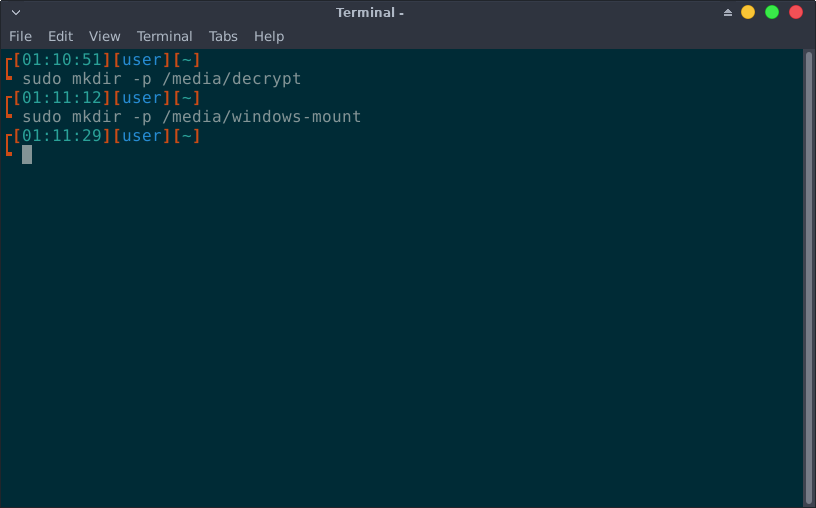 Terminal -
File Edit View Terminal Tabs Help
[01:10:51][user][~]
sudo mkdir -p /media/decrypt
[01:11:12][user][~]
sudo mkdir -p /media/windows-mount
[01:11:29][user][~]